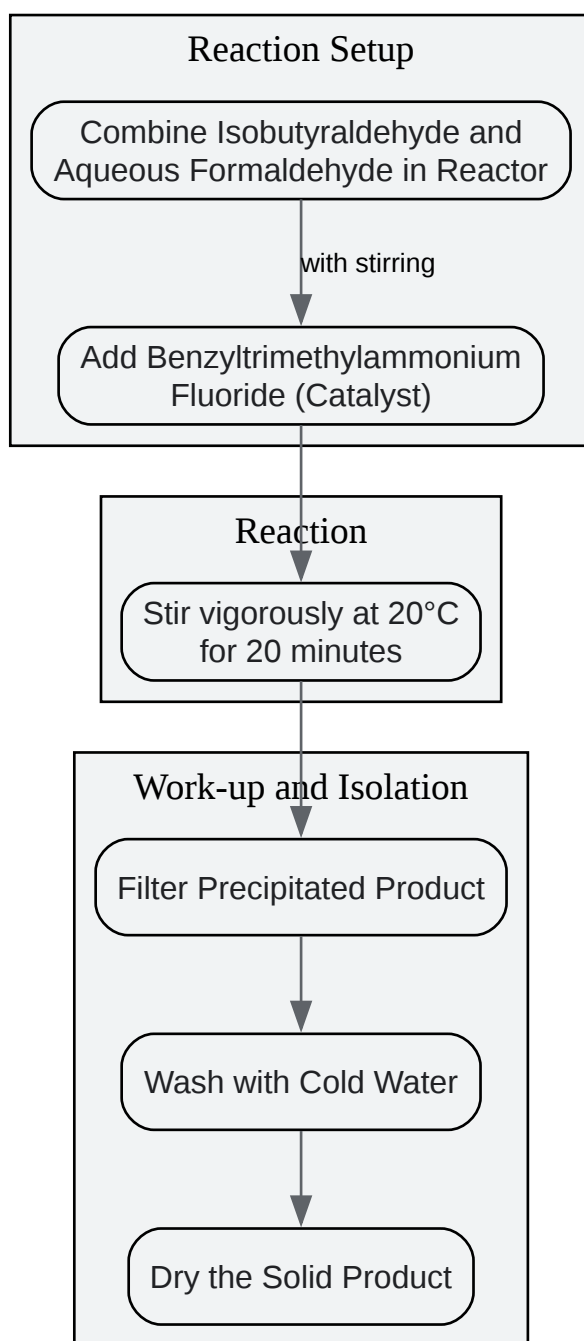 Reaction Setup
Combine Isobutyraldehyde and
Aqueous Formaldehyde in Reactor
with stirring
Add Benzyltrimethylammonium
Fluoride (Catalyst)
Reaction
Stir vigorously at 20°C
for 20 minutes
Work-up and Isolation
Filter Precipitated Product
Wash with Cold Water
Dry the Solid Product